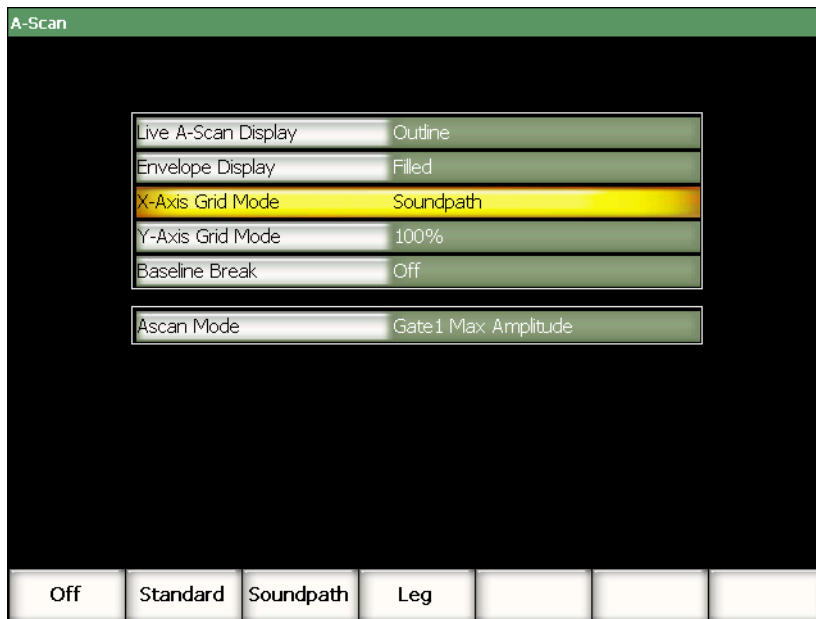 A-Scan
Live A-Scan Display Outline
Envelope Display Filled
X-Axis Grid Mode Soundpath
Y-Axis Grid Mode 100%
Baseline Break Off
Ascan Mode Gate1 Max Amplitude
Off Standard Soundpath Leg